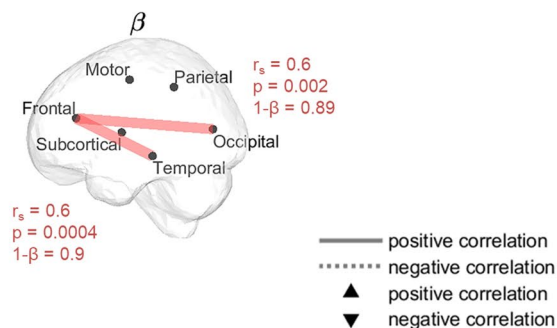 β
Motor
Parietal
rs = 0.6
p = 0.002
1-β = 0.89
Frontal
Subcortical
Occipital
Temporal
rs = 0.6
p = 0.0004
1-β = 0.9
positive correlation
negative correlation
positive correlation
negative correlation